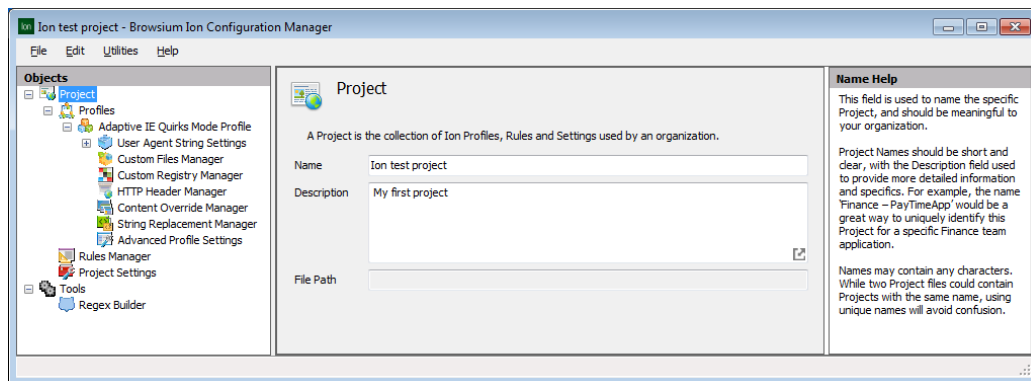 Ion
Ion test project - Browsium Ion Configuration Manager
File Edit Utilities Help
Objects
Project
Profiles
Adaptive IE Quirks Mode Profile
User Agent String Settings
Custom Files Manager
Custom Registry Manager
HTTP Header Manager
Content Override Manager
String Replacement Manager
Advanced Profile Settings
Rules Manager
Project Settings
Tools
Regex Builder
Project
A Project is the collection of Ion Profiles, Rules and Settings used by an organization.
Name Ion test project
Description My first project
File Path
Name Help
This field is used to name the specific
Project, and should be meaningful to
your organization.
Project Names should be short and
clear, with the Description field used
to provide more detailed information
and specifics. For example, the name
'Finance – PayTimeApp' would be a
great way to uniquely identify this
Project for a specific Finance team
application.
Names may contain any characters.
While two Project files could contain
Projects with the same name, using
unique names will avoid confusion.